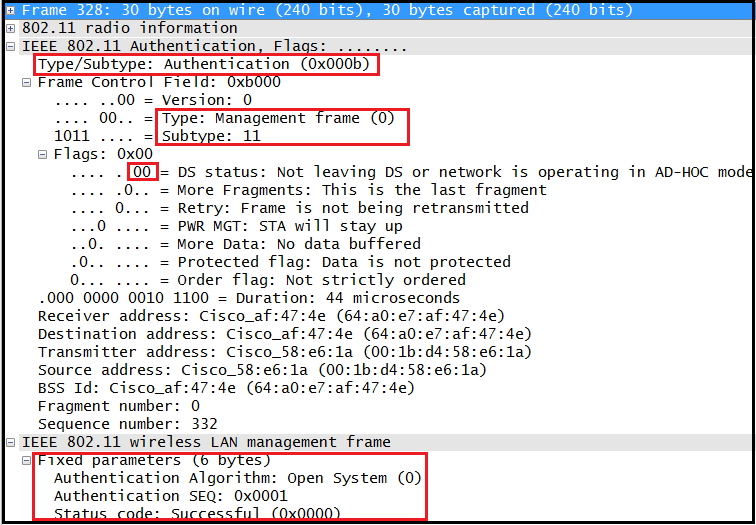 Frame 328: 30 bytes on wire (240 bits), 30 bytes captured (240 bits)
802.11 radio information
IEEE 802.11 Authentication, Flags: ........
Type/Subtype: Authentication (0x000b)
Frame Control Field: 0xb000
.... ..00 = Version: 0
.... 00.. = Type: Management frame (0)
1011 .... = Subtype: 11
Flags: 0x00
.... ..00 = DS status: Not leaving DS or network is operating in AD-HOC mode
.... .0.. = More Fragments: This is the last fragment
.... 0... = Retry: Frame is not being retransmitted
...0 .... = PWR MGT: STA will stay up
..0. .... = More Data: No data buffered
.0.. .... = Protected flag: Data is not protected
0... .... = Order flag: Not strictly ordered
.000 0000 0010 1100 = Duration: 44 microseconds
Receiver address: Cisco_af:47:4e (64:a0:e7:af:47:4e)
Destination address: Cisco_af:47:4e (64:a0:e7:af:47:4e)
Transmitter address: Cisco_58:e6:1a (00:1b:d4:58:e6:1a)
Source address: Cisco_58:e6:1a (00:1b:d4:58:e6:1a)
BSS Id: Cisco_af:47:4e (64:a0:e7:af:47:4e)
Fragment number: 0
Sequence number: 332
IEEE 802.11 wireless LAN management frame
Fixed parameters (6 bytes)
Authentication Algorithm: Open System (0)
Authentication SEQ: 0x0001
Status code: Successful (0x0000)